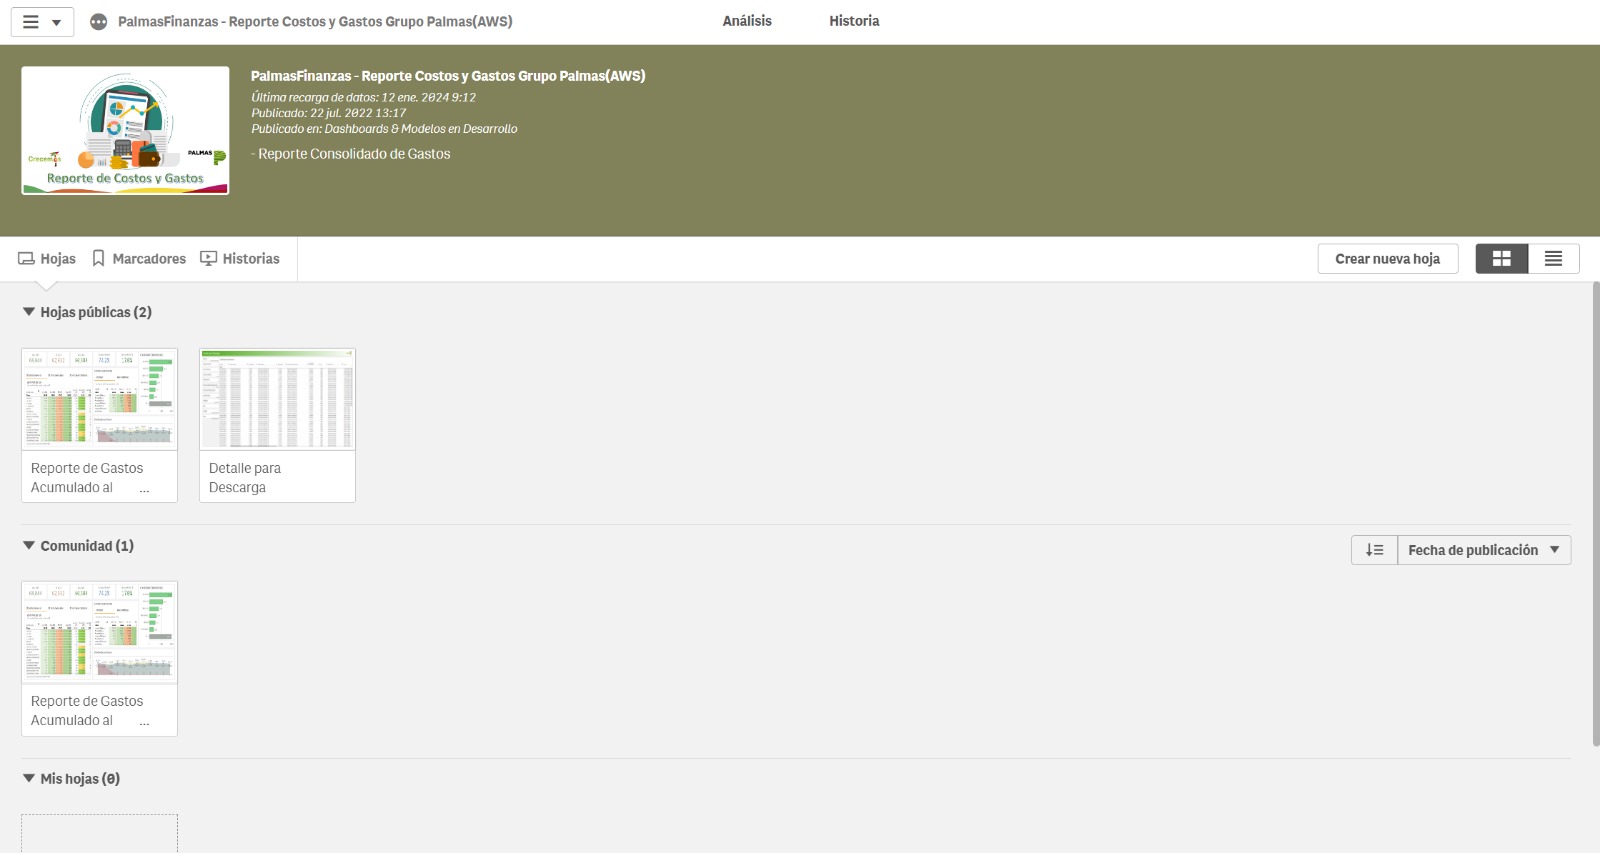 PalmasFinanzas - Reporte Costos y Gastos Grupo Palmas(AWS)
Análisis
Historia
PalmasFinanzas - Reporte Costos y Gastos Grupo Palmas(AWS)
Última recarga de datos: 12 ene. 2024 9:12
Publicado: 22 jul. 2022 13:17
Publicado en: Dashboards & Modelos en Desarrollo
- Reporte Consolidado de Gastos
Crecemos
PALMAS
Reporte de Costos y Gastos
Hojas
Marcadores
Historias
Crear nueva hoja
Hojas públicas (2)
Reporte de Gastos
Acumulado al ...
Detalle para
Descarga
Comunidad (1)
Fecha de publicación
Reporte de Gastos
Acumulado al ...
Mis hojas (0)